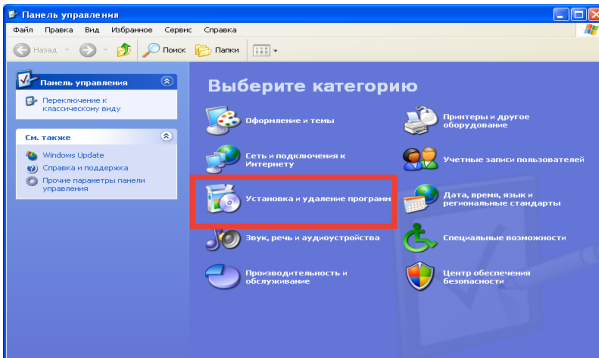 Панель управления
Файл Правка Вид Избранное Сервис Справка
Назад Поиск Папки
Панель управления
Переключение к
классическому виду
См. также
Windows Update
Справка и поддержка
Прочие параметры панели
управления
Выберите категорию
Оформление и темы
Принтеры и другое
оборудование
Сеть и подключения к
Интернету
Учетные записи пользователей
Установка и удаление программ
Дата, время, язык и
региональные стандарты
Звук, речь и аудиоустройства
Специальные возможности
Производительность и
обслуживание
Центр обеспечения
безопасности